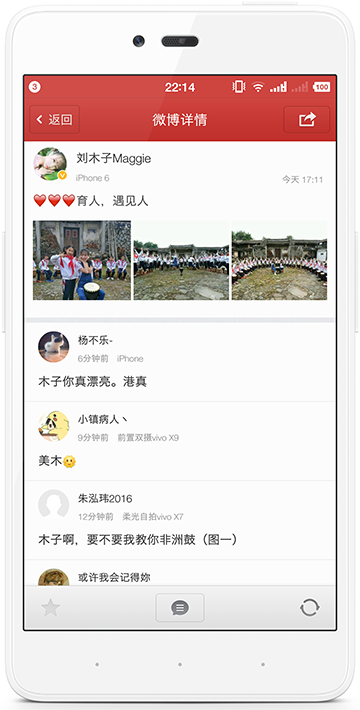 3
22:14
100
返回
微博详情
刘木子Maggie
iPhone 6
今天 17:11
❤️❤️❤️育人，遇见人
杨不乐-
6分钟前 iPhone
木子你真漂亮。港真
小镇病人丶
9分钟前 前置双摄vivo X9
美木🙂
朱泓玮2016
12分钟前 柔光自拍vivo X7
木子啊，要不要我教你非洲鼓（图一）
或许我会记得妳